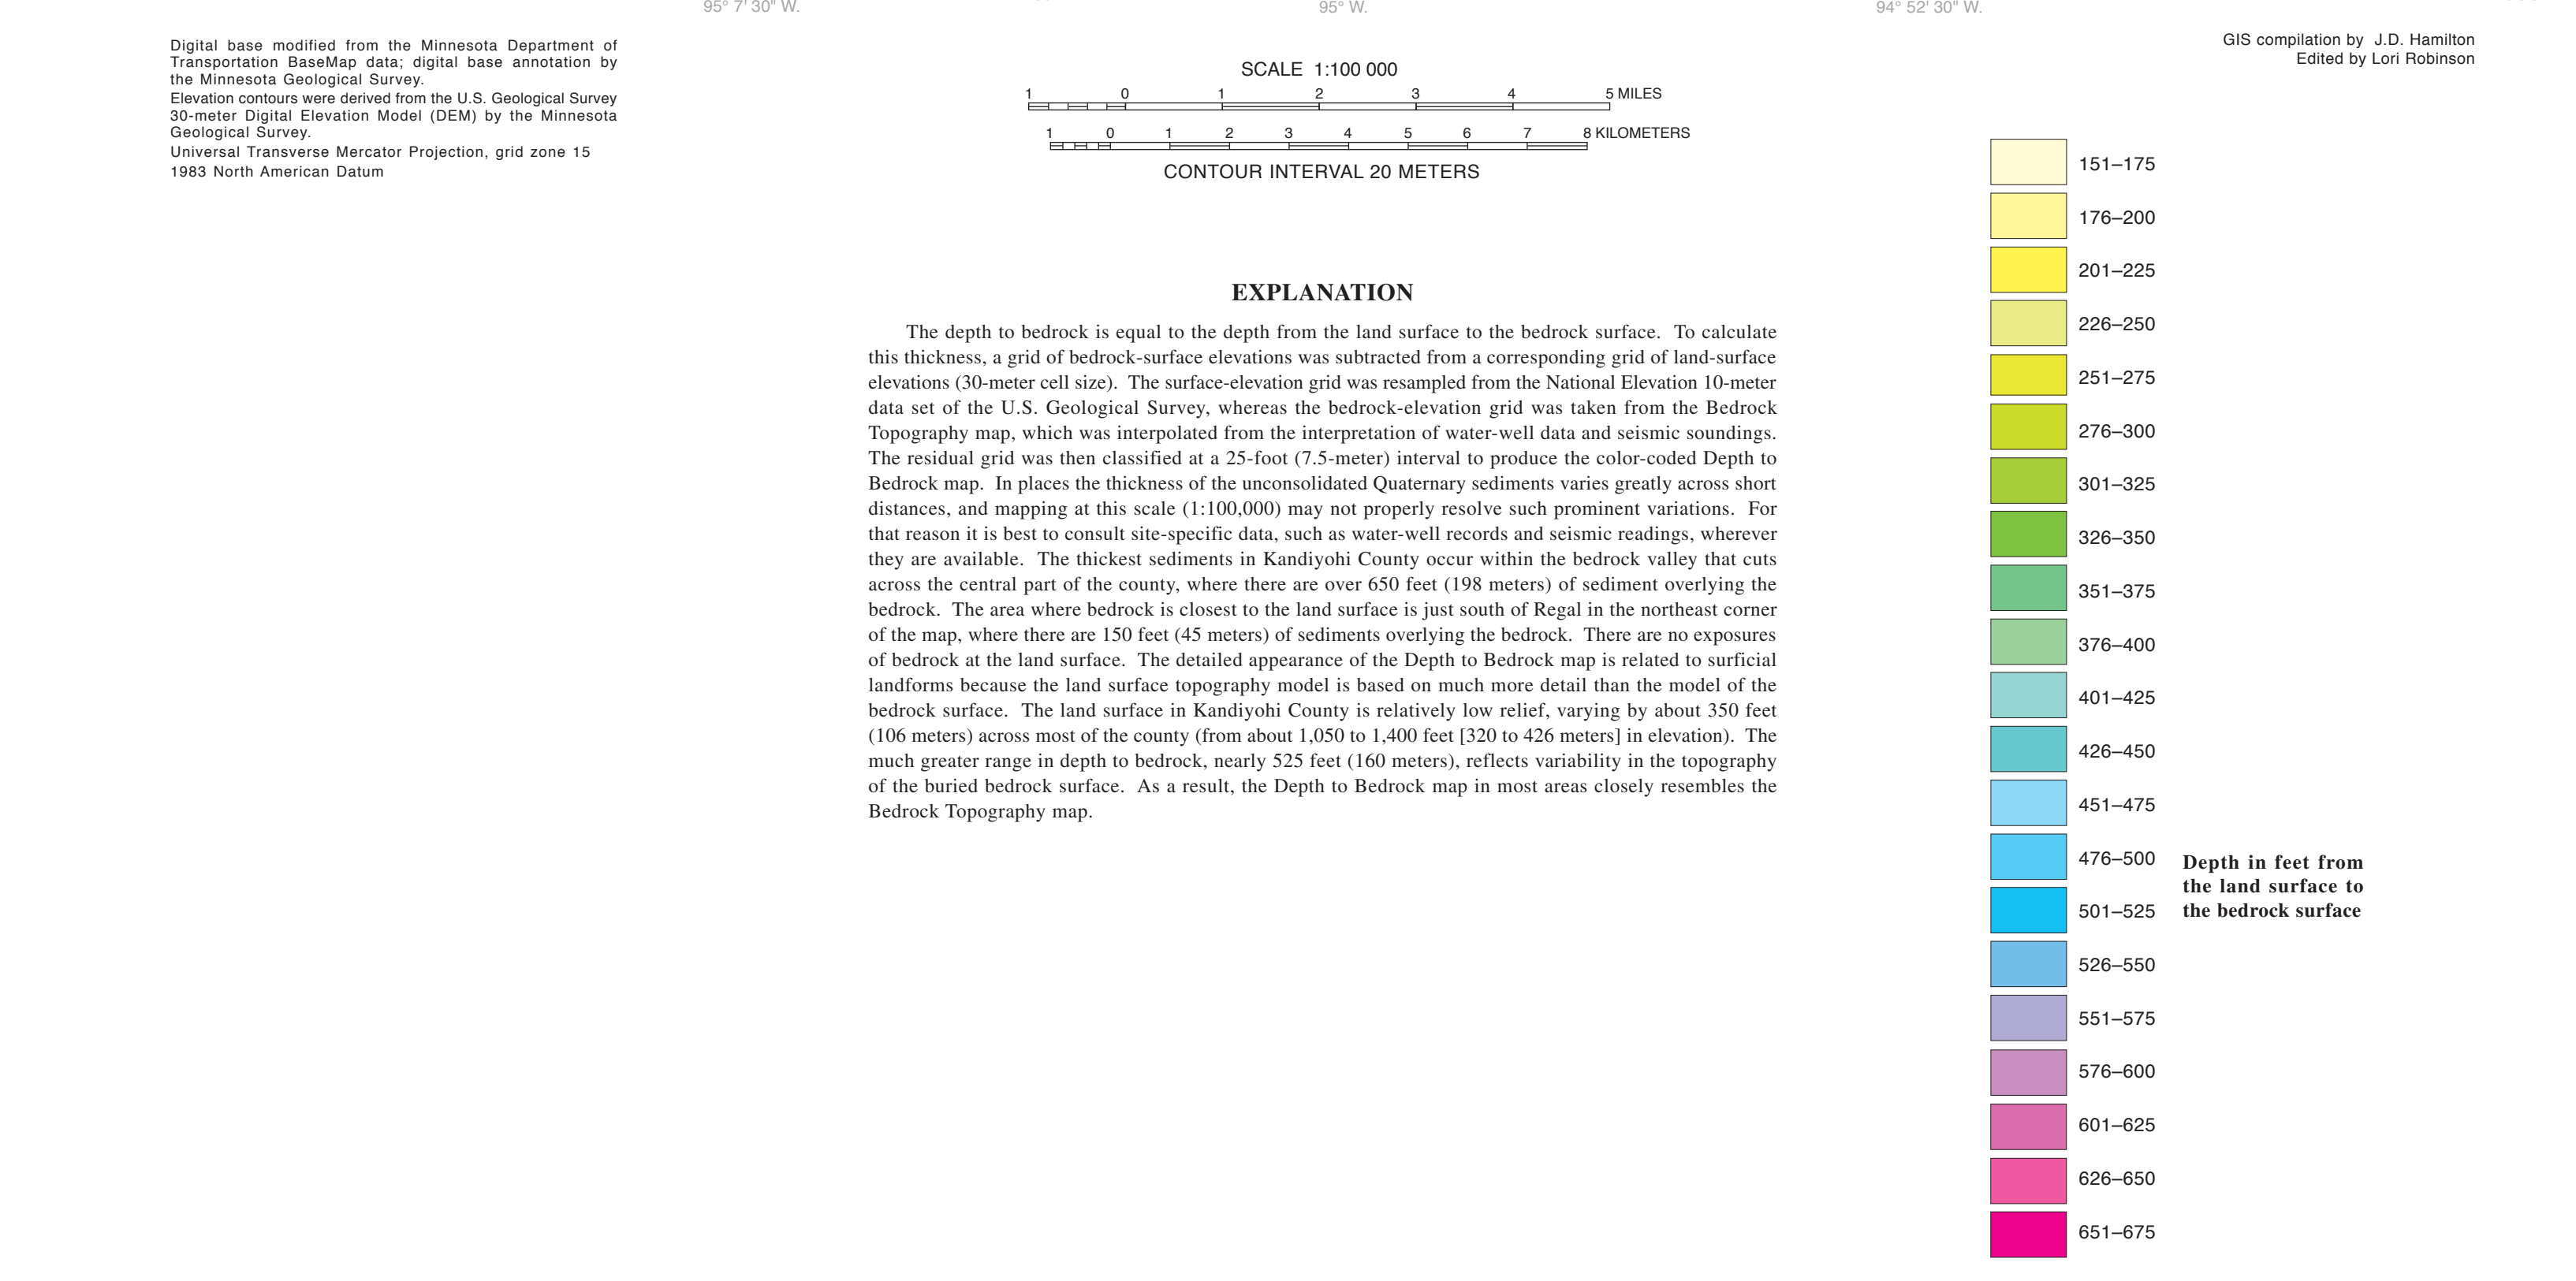 95° 7' 30" W.
95° W.
94° 52' 30" W.
Digital base modified from the Minnesota Department of
Transportation BaseMap data; digital base annotation by
the Minnesota Geological Survey.
Elevation contours were derived from the U.S. Geological Survey
30-meter Digital Elevation Model (DEM) by the Minnesota
Geological Survey.
Universal Transverse Mercator Projection, grid zone 15
1983 North American Datum
SCALE 1:100 000
1 0 1 2 3 4 5 MILES
1 0 1 2 3 4 5 6 7 8 KILOMETERS
CONTOUR INTERVAL 20 METERS
GIS compilation by J.D. Hamilton
Edited by Lori Robinson
EXPLANATION
The depth to bedrock is equal to the depth from the land surface to the bedrock surface. To calculate
this thickness, a grid of bedrock-surface elevations was subtracted from a corresponding grid of land-surface
elevations (30-meter cell size). The surface-elevation grid was resampled from the National Elevation 10-meter
data set of the U.S. Geological Survey, whereas the bedrock-elevation grid was taken from the Bedrock
Topography map, which was interpolated from the interpretation of water-well data and seismic soundings.
The residual grid was then classified at a 25-foot (7.5-meter) interval to produce the color-coded Depth to
Bedrock map. In places the thickness of the unconsolidated Quaternary sediments varies greatly across short
distances, and mapping at this scale (1:100,000) may not properly resolve such prominent variations. For
that reason it is best to consult site-specific data, such as water-well records and seismic readings, wherever
they are available. The thickest sediments in Kandiyohi County occur within the bedrock valley that cuts
across the central part of the county, where there are over 650 feet (198 meters) of sediment overlying the
bedrock. The area where bedrock is closest to the land surface is just south of Regal in the northeast corner
of the map, where there are 150 feet (45 meters) of sediments overlying the bedrock. There are no exposures
of bedrock at the land surface. The detailed appearance of the Depth to Bedrock map is related to surficial
landforms because the land surface topography model is based on much more detail than the model of the
bedrock surface. The land surface in Kandiyohi County is relatively low relief, varying by about 350 feet
(106 meters) across most of the county (from about 1,050 to 1,400 feet [320 to 426 meters] in elevation). The
much greater range in depth to bedrock, nearly 525 feet (160 meters), reflects variability in the topography
of the buried bedrock surface. As a result, the Depth to Bedrock map in most areas closely resembles the
Bedrock Topography map.
151–175
176–200
201–225
226–250
251–275
276–300
301–325
326–350
351–375
376–400
401–425
426–450
451–475
476–500
501–525
526–550
551–575
576–600
601–625
626–650
651–675
Depth in feet from
the land surface to
the bedrock surface